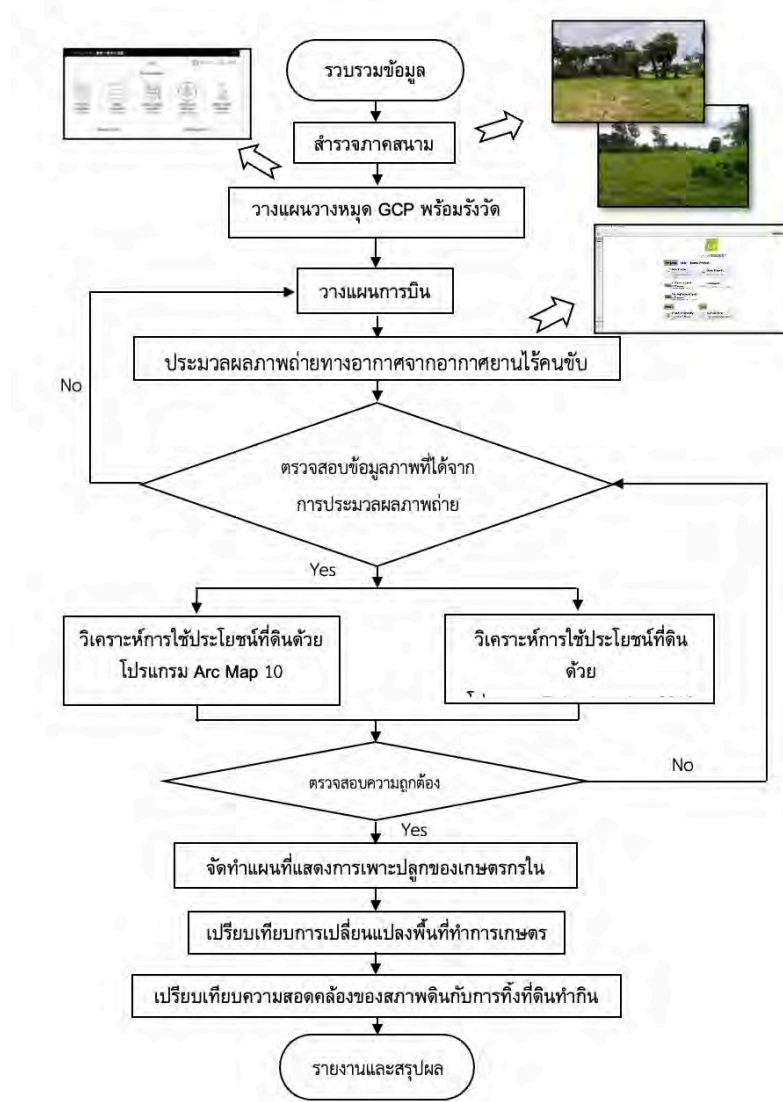 รวบรวมข้อมูล
สำรวจภาคสนาม
วางแผนวางหมุด GCP พร้อมรังวัด
วางแผนการบิน
ประมวลผลภาพถ่ายทางอากาศจากอากาศยานไร้คนขับ
No
ตรวจสอบข้อมูลภาพที่ได้จาก
การประมวลผลภาพถ่าย
Yes
วิเคราะห์การใช้ประโยชน์ที่ดินด้วย
โปรแกรม Arc Map 10
วิเคราะห์การใช้ประโยชน์ที่ดิน
ด้วย
ตรวจสอบความถูกต้อง
No
Yes
จัดทำแผนที่แสดงการเพาะปลูกของเกษตรกรใน
เปรียบเทียบการเปลี่ยนแปลงพื้นที่ทำการเกษตร
เปรียบเทียบความสอดคล้องของสภาพดินกับการทิ้งที่ดินทำกิน
รายงานและสรุปผล